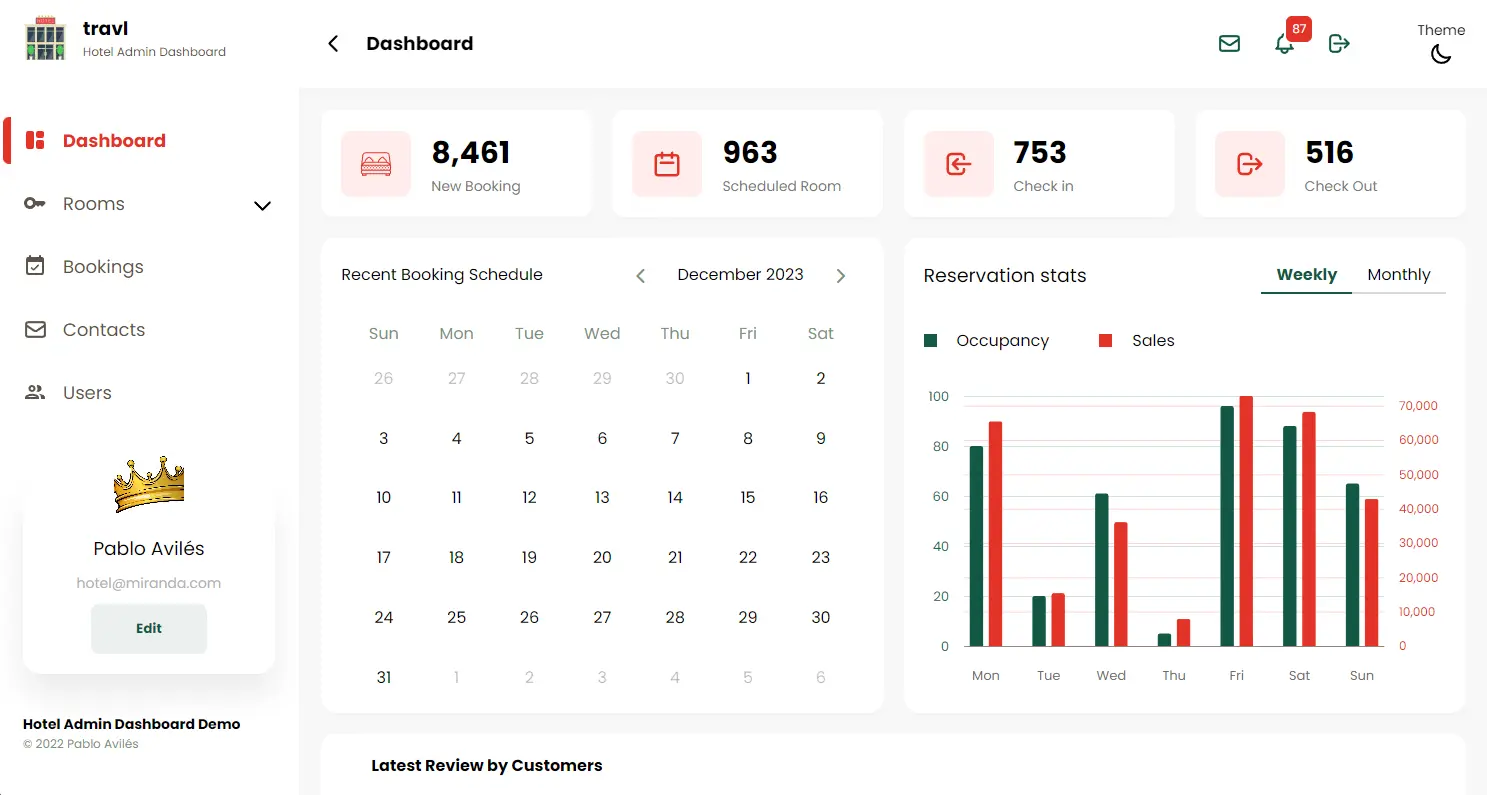 travl
Hotel Admin Dashboard
Dashboard
87
Theme
Dashboard
Rooms
Bookings
Contacts
Users
Pablo Avilés
hotel@miranda.com
Edit
Hotel Admin Dashboard Demo
© 2022 Pablo Avilés
8,461
New Booking
963
Scheduled Room
753
Check in
516
Check Out
Recent Booking Schedule
December 2023
Sun Mon Tue Wed Thu Fri Sat
26 27 28 29 30 1 2
3 4 5 6 7 8 9
10 11 12 13 14 15 16
17 18 19 20 21 22 23
24 25 26 27 28 29 30
31 1 2 3 4 5 6
Reservation stats
Weekly Monthly
Occupancy Sales
100
80
60
40
20
0
70,000
60,000
50,000
40,000
30,000
20,000
10,000
0
Mon Tue Wed Thu Fri Sat Sun
Latest Review by Customers